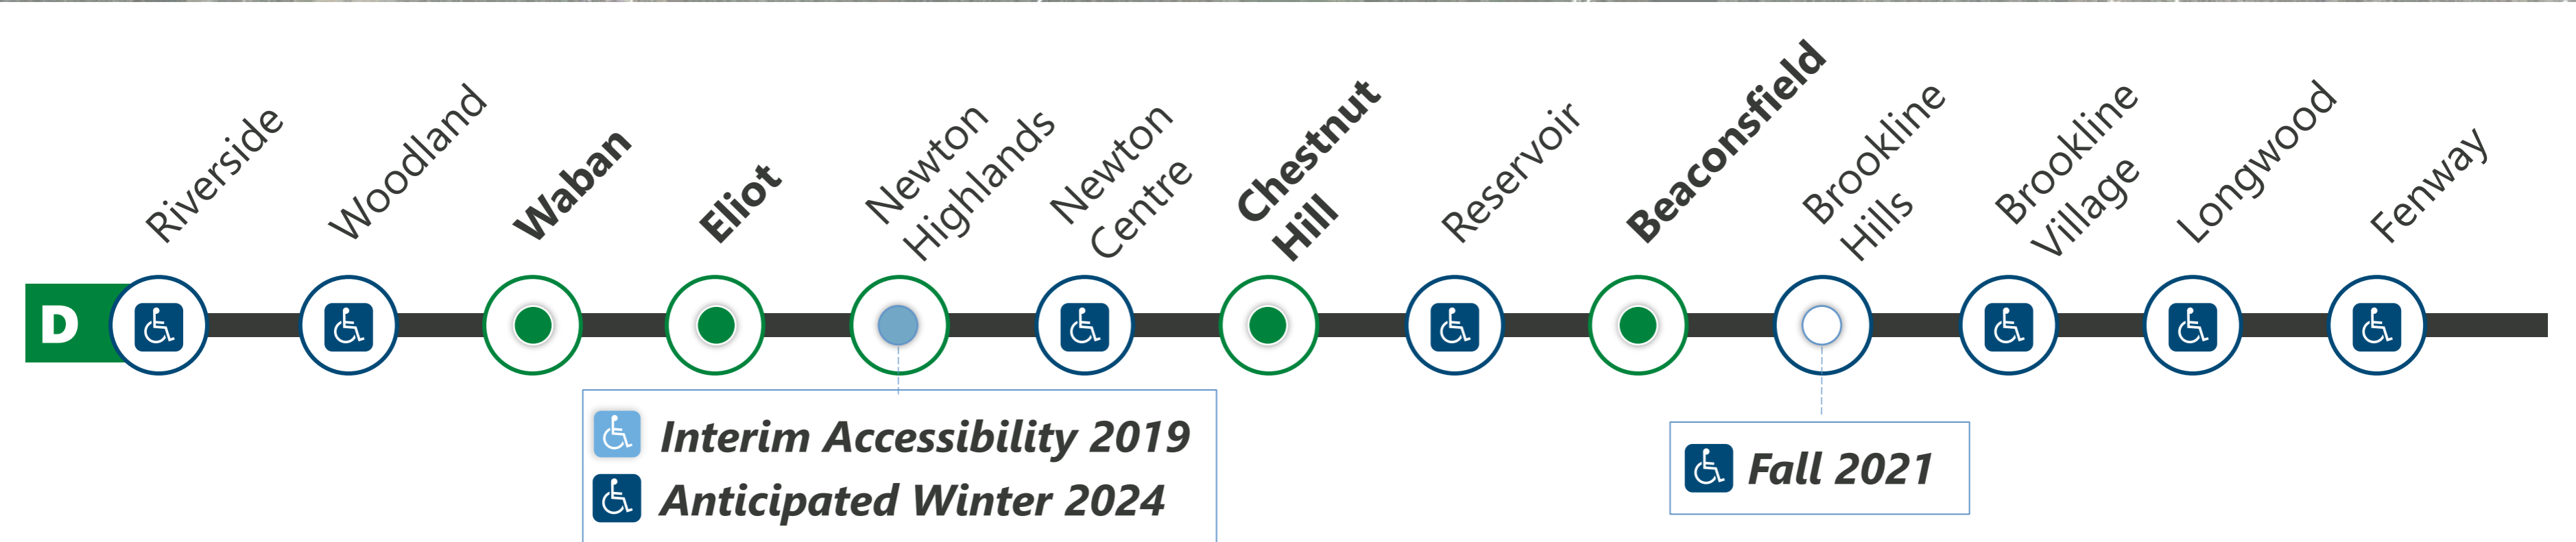 Riverside
Woodland
Waban
Eliot
Newton
Highlands
Newton
Centre
Chestnut
Hill
Reservoir
Beaconsfield
Brookline
Hills
Brookline
Village
Longwood
Fenway
D
Interim Accessibility 2019
Anticipated Winter 2024
Fall 2021